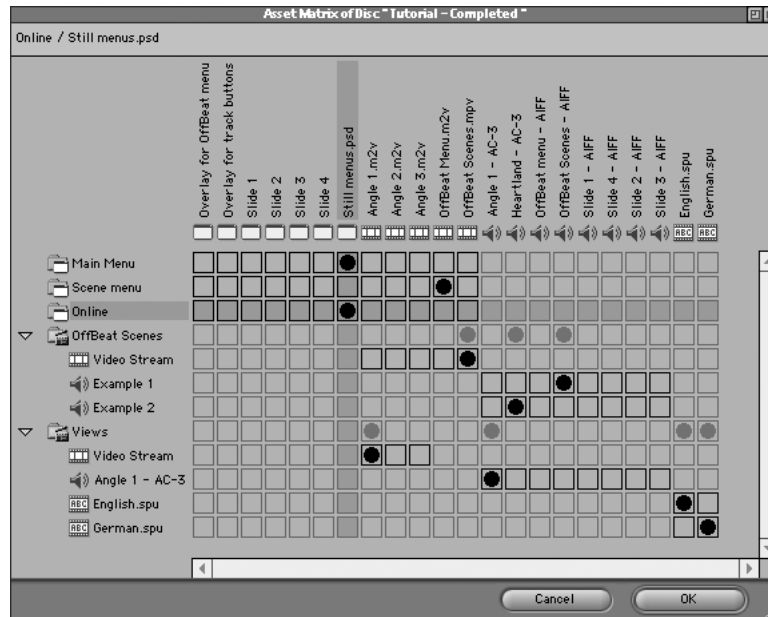 Asset Matrix of Disc "Tutorial - Completed"
Online / Still menus.psd
Overlay for OffBeat menu
Overlay for track buttons
Slide 1
Slide 2
Slide 3
Slide 4
Still menus.psd
Angle 1.m2v
Angle 2.m2v
Angle 3.m2v
OffBeat Menu.m2v
OffBeat Scenes.mpv
Angle 1 - AC-3
Heartland - AC-3
OffBeat menu - AIFF
OffBeat Scenes - AIFF
Slide 1 - AIFF
Slide 4 - AIFF
Slide 2 - AIFF
Slide 3 - AIFF
English.spu
German.spu
ABC ABC
Main Menu
Scene menu
Online
OffBeat Scenes
Video Stream
Example 1
Example 2
Views
Video Stream
Angle 1 - AC-3
ABC English.spu
ABC German.spu
Cancel OK